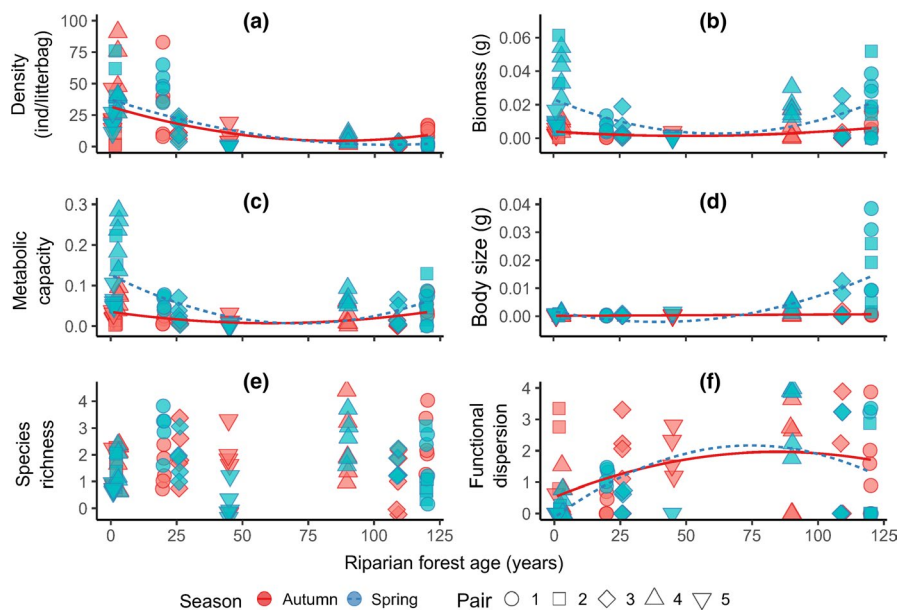 (a)
Density
(ind/litterbag)
100
75
50
25
0
(b)
Biomass (g)
0.06
0.04
0.02
0.00
(c)
Metabolic
capacity
0.3
0.2
0.1
0.0
(d)
Body size (g)
0.04
0.03
0.02
0.01
0.00
(e)
Species
richness
4
3
2
1
0
0 25 50 75 100 125
(f)
Functional
dispersion
4
3
2
1
0
0 25 50 75 100 125
Riparian forest age (years)
Season Autumn Spring Pair 1 2 3 4 5